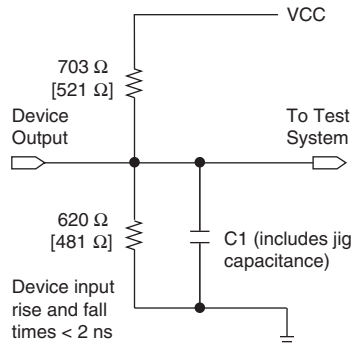 VCC
703 Ω
[521 Ω]
Device
Output
To Test
System
620 Ω
[481 Ω]
C1 (includes jig
capacitance)
Device input
rise and fall
times < 2 ns